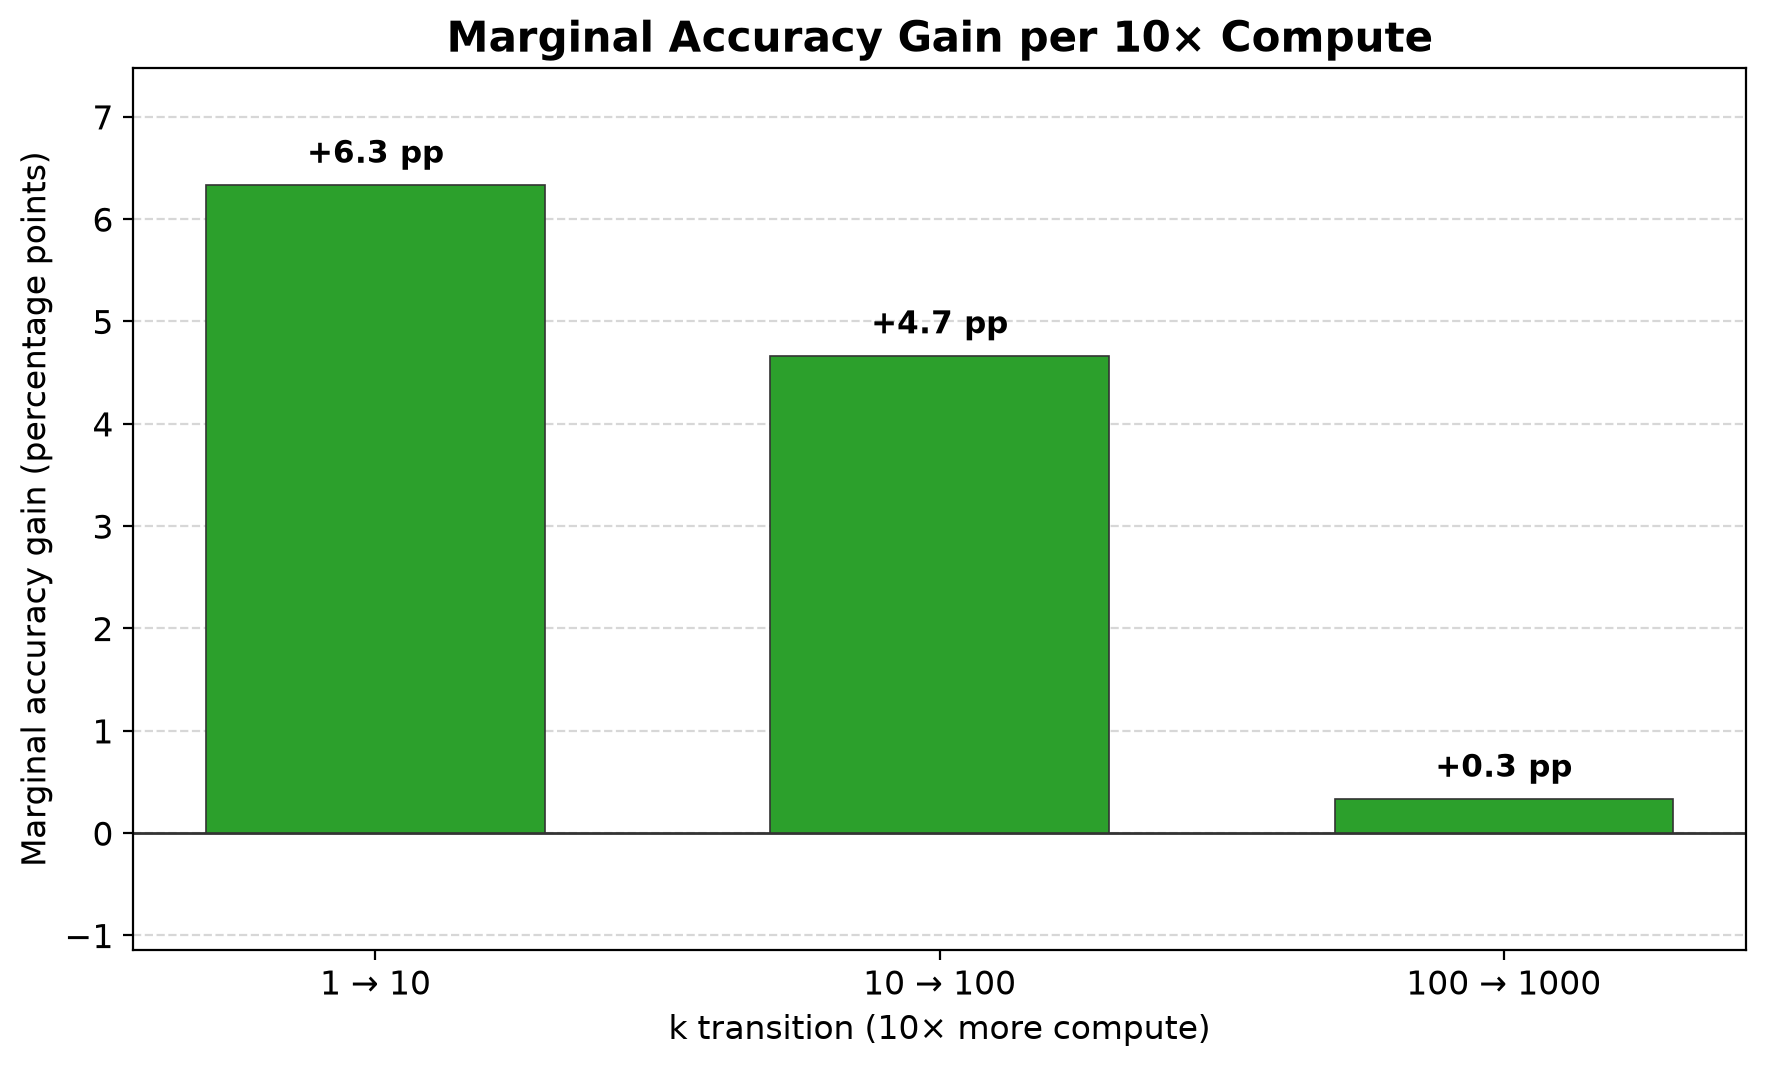 Marginal Accuracy Gain per 10× Compute
Marginal accuracy gain (percentage points)
7
6
5
4
3
2
1
0
−1
+6.3 pp
+4.7 pp
+0.3 pp
1 → 10
10 → 100
100 → 1000
k transition (10× more compute)